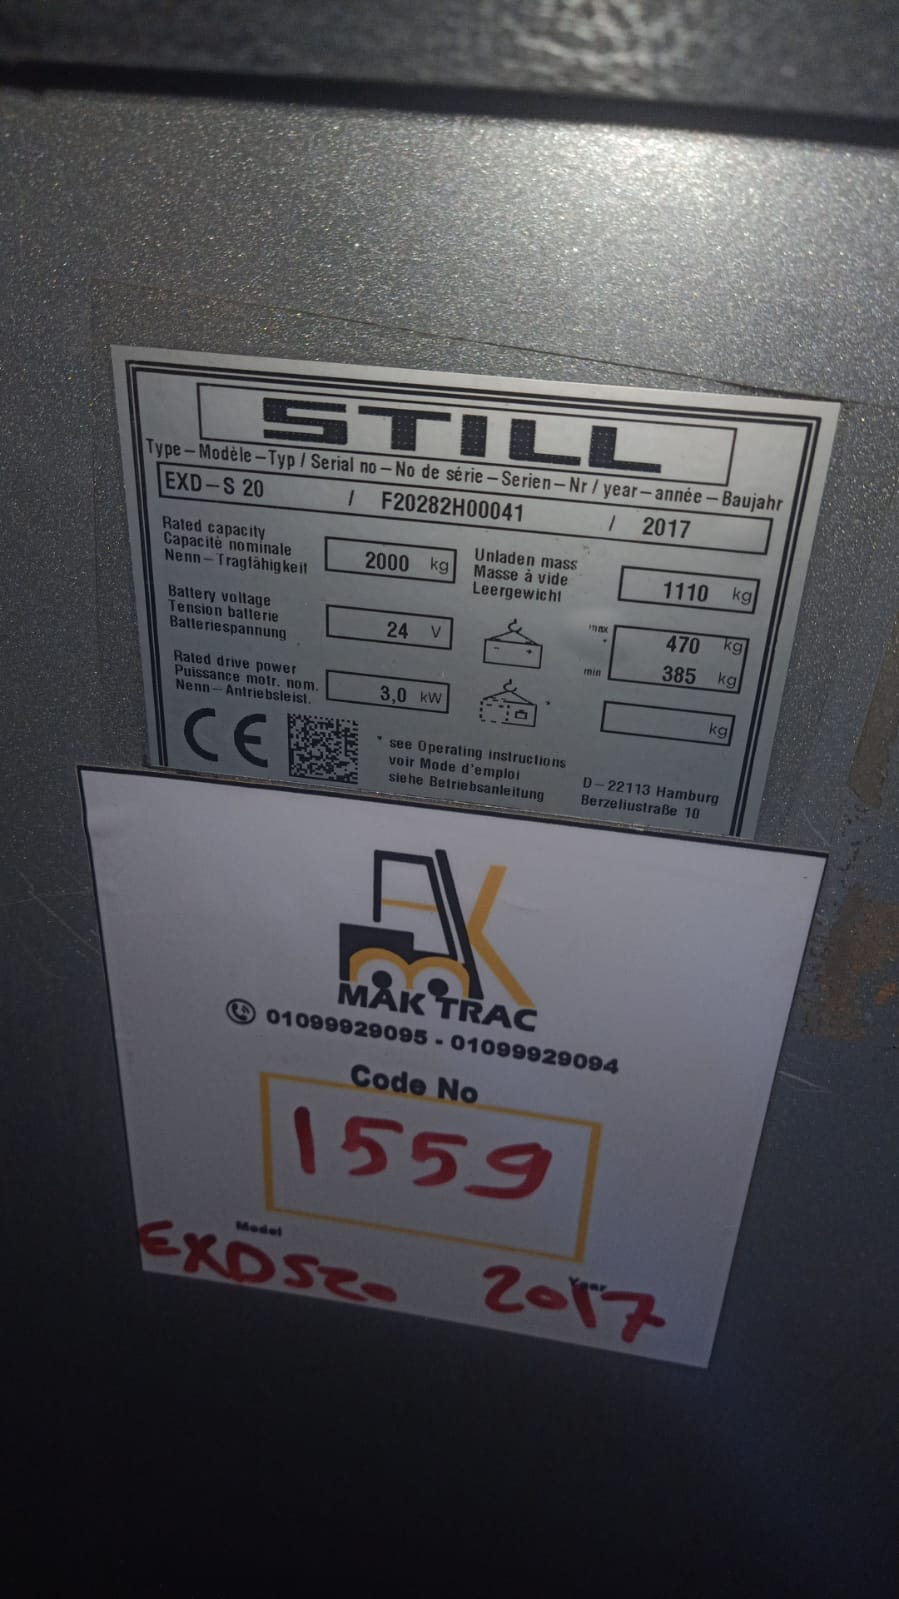 STILL
Type – Modèle – Typ / Serial no – No de série – Serien – Nr / year – année – Baujahr
EXD – S 20 / F20282H00041 / 2017
Rated capacity
Capacité nominale
Nenn – Tragfähigkeit
2000 kg
Unladen mass
Masse à vide
Leergewicht
1110 kg
Battery voltage
Tension batterie
Batteriespannung
24 V
max 470 kg
*
min 385 kg
Rated drive power
Puissance motr. nom.
Nenn – Antriebsleist.
3,0 kW
*
kg
CE
* see Operating instructions
voir Mode d'emploi
siehe Betriebsanleitung
D – 22113 Hamburg
Berzeliustraße 10
MAK TRAC
01099929095 - 01099929094
Code No
1559
Model Year
EXDS20 2017